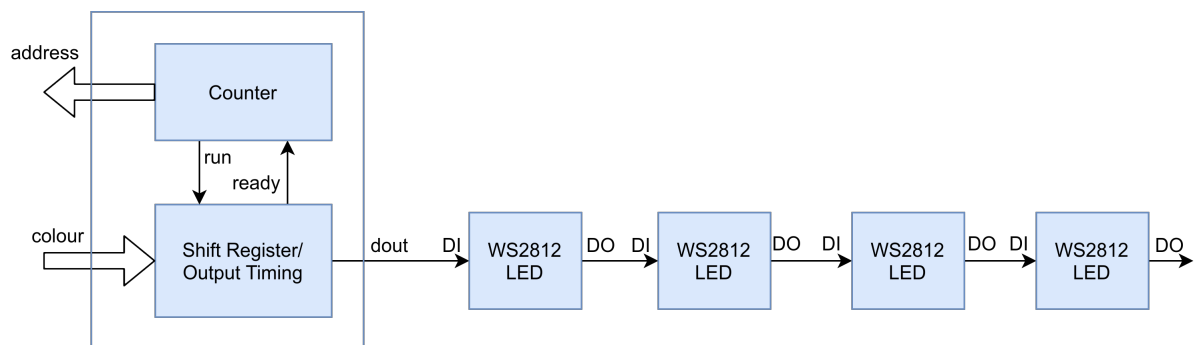 address
Counter
run
ready
colour
Shift Register/
Output Timing
dout
DI
WS2812
LED
DO
DI
WS2812
LED
DO
DI
WS2812
LED
DO
DI
WS2812
LED
DO